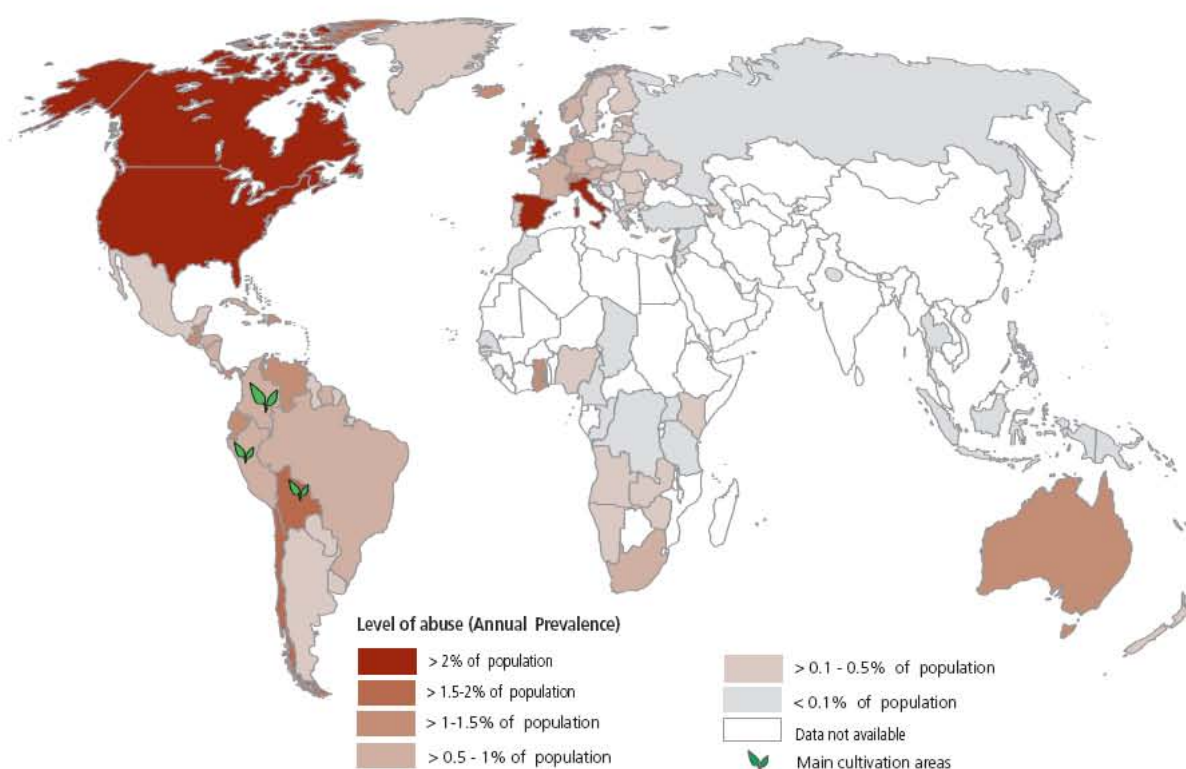 Level of abuse (Annual Prevalence)
> 2% of population
> 1.5-2% of population
> 1-1.5% of population
> 0.5 - 1% of population
> 0.1 - 0.5% of population
< 0.1% of population
Data not available
Main cultivation areas